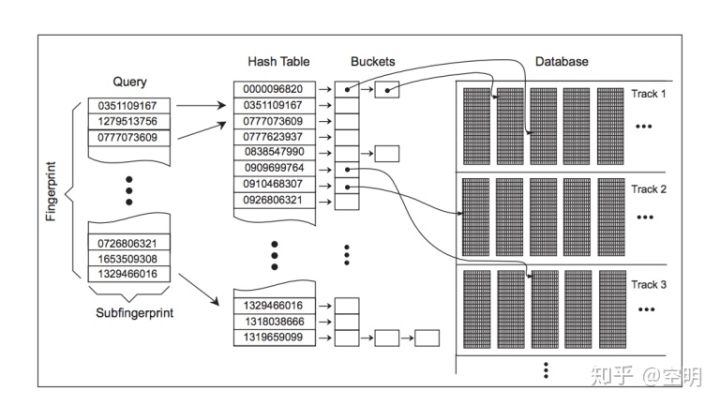 Query
0351109167
1279513756
0777073609
0726806321
1653509308
1329466016
Fingerprint
Subfingerprint
Hash Table
0000096820
0351109167
0777073609
0777623937
0838547990
0909699764
0910468307
0926806321
1329466016
1318038666
1319659099
Buckets
Database
Track 1
Track 2
Track 3
知乎 @空明